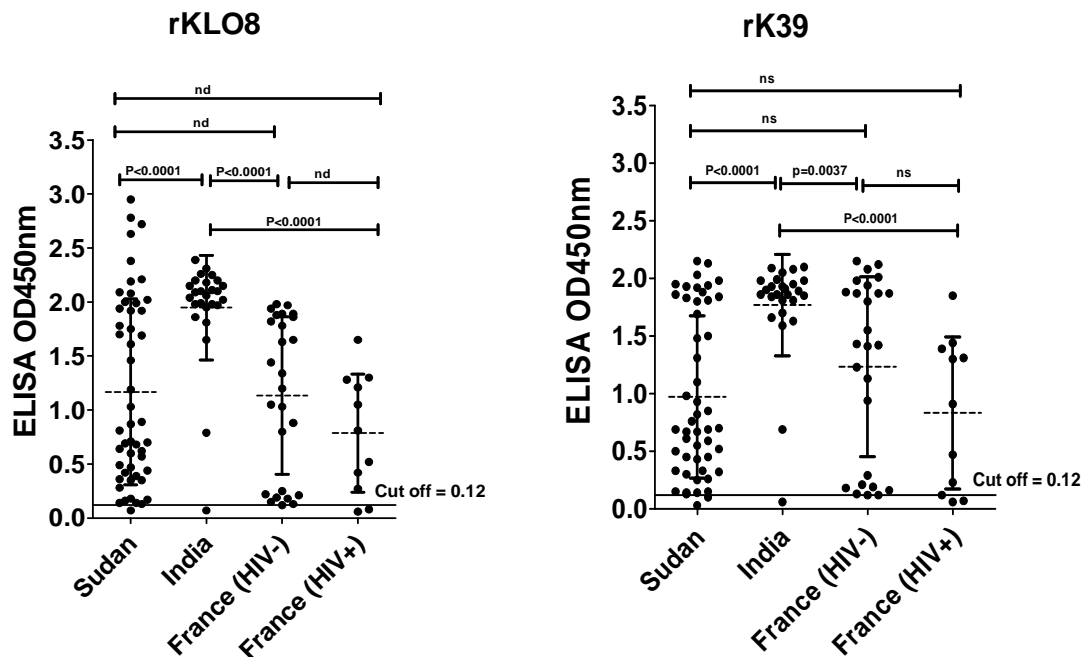 rKLO8
nd
nd
P<0.0001
P<0.0001
nd
P<0.0001
3.5
3.0
2.5
2.0
1.5
1.0
0.5
0.0
ELISA OD450nm
Cut off = 0.12
Sudan
India
France (HIV-)
France (HIV+)
rK39
ns
ns
P<0.0001
p=0.0037
ns
P<0.0001
3.5
3.0
2.5
2.0
1.5
1.0
0.5
0.0
ELISA OD450nm
Cut off = 0.12
Sudan
India
France (HIV-)
France (HIV+)